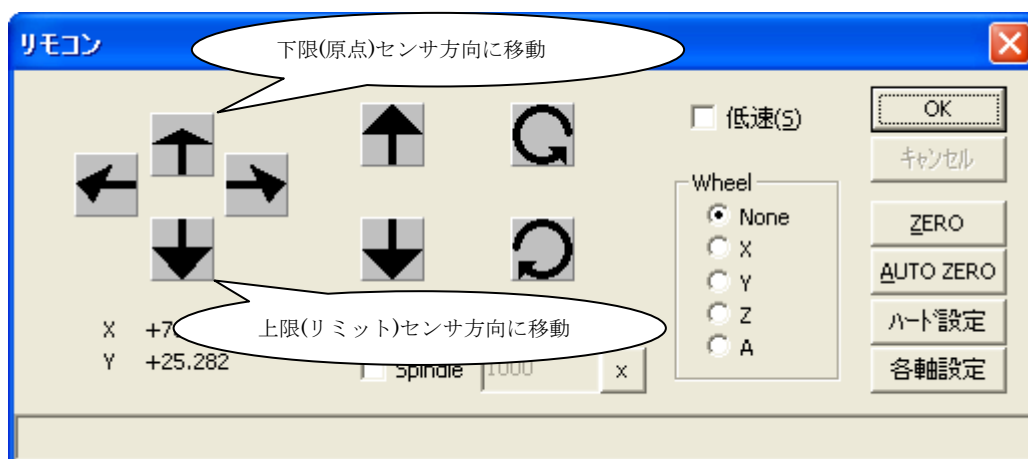 リモコン
下限(原点)センサ方向に移動
低速(S)
OK
キャンセル
Wheel
None
X
Y
Z
A
ZERO
AUTO ZERO
ハード設定
各軸設定
上限(リミット)センサ方向に移動
X +7
Y +25.282
Spindle 1000 x